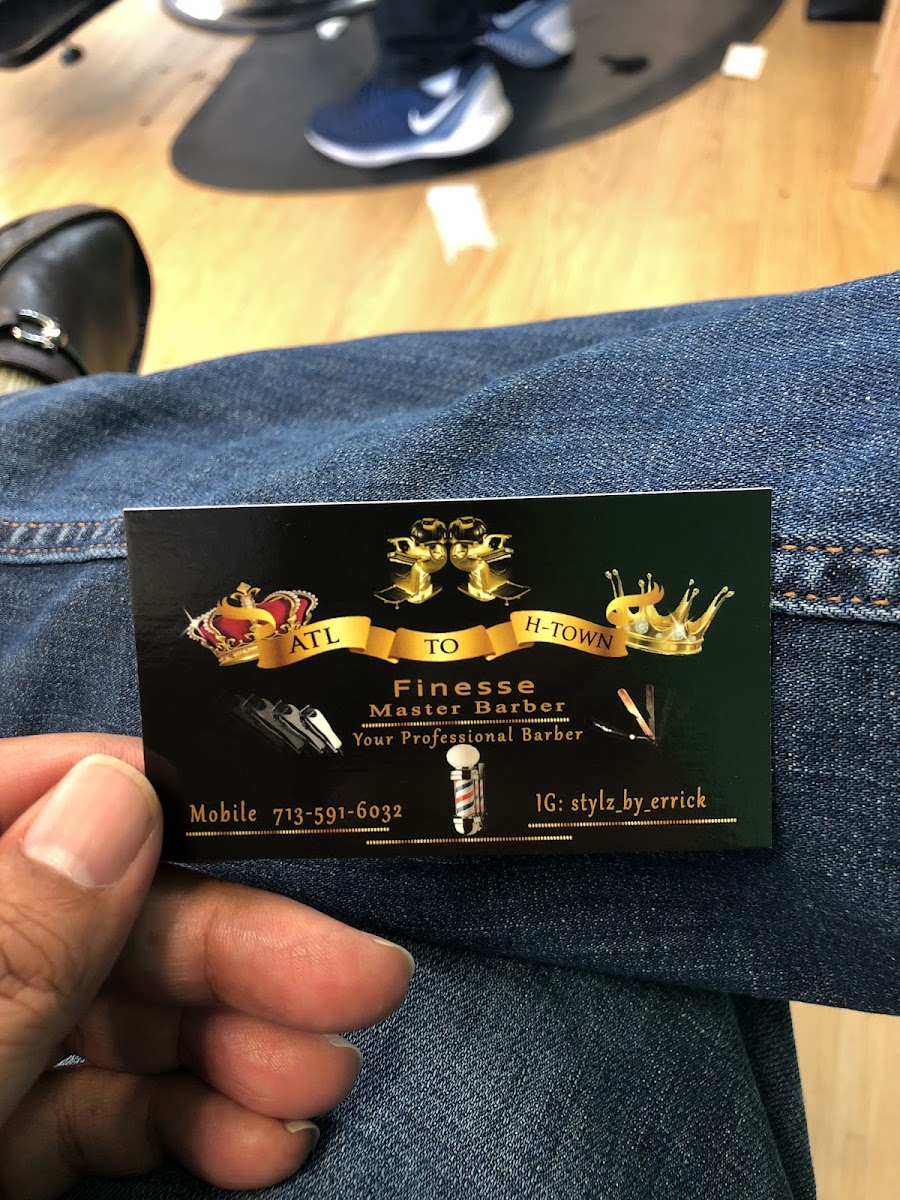 ATL TO H-TOWN
Finesse
Master Barber
Your Professional Barber
Mobile 713-591-6032
IG: stylz_by_errick